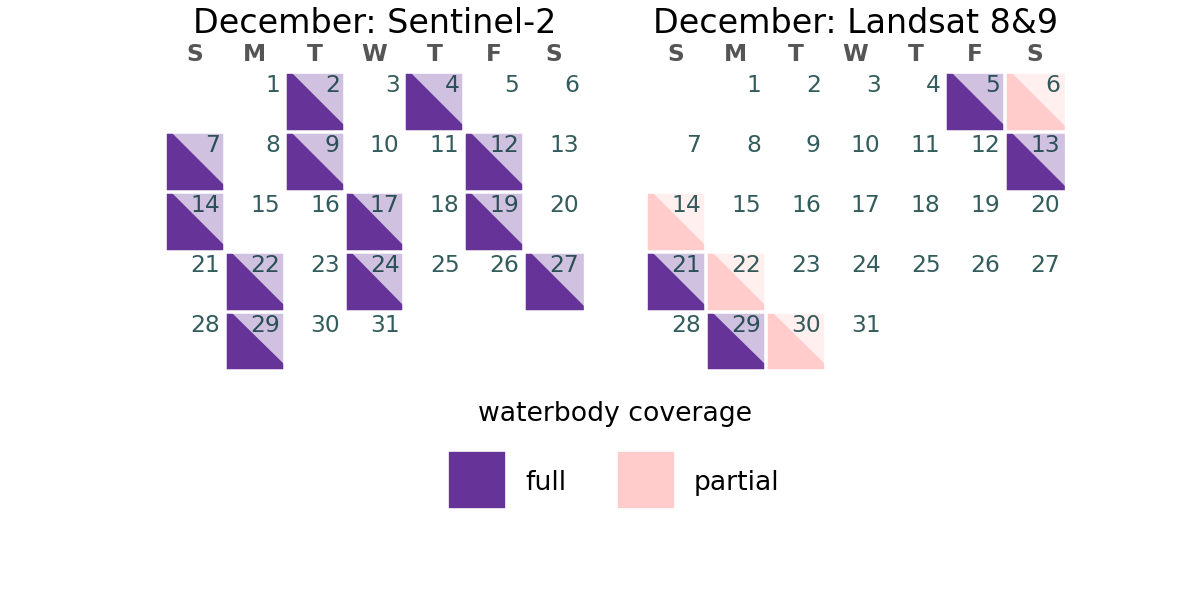 December: Sentinel-2
S M T W T F S
1 2 3 4 5 6
7 8 9 10 11 12 13
14 15 16 17 18 19 20
21 22 23 24 25 26 27
28 29 30 31
December: Landsat 8&9
S M T W T F S
1 2 3 4 5 6
7 8 9 10 11 12 13
14 15 16 17 18 19 20
21 22 23 24 25 26 27
28 29 30 31
waterbody coverage
full partial